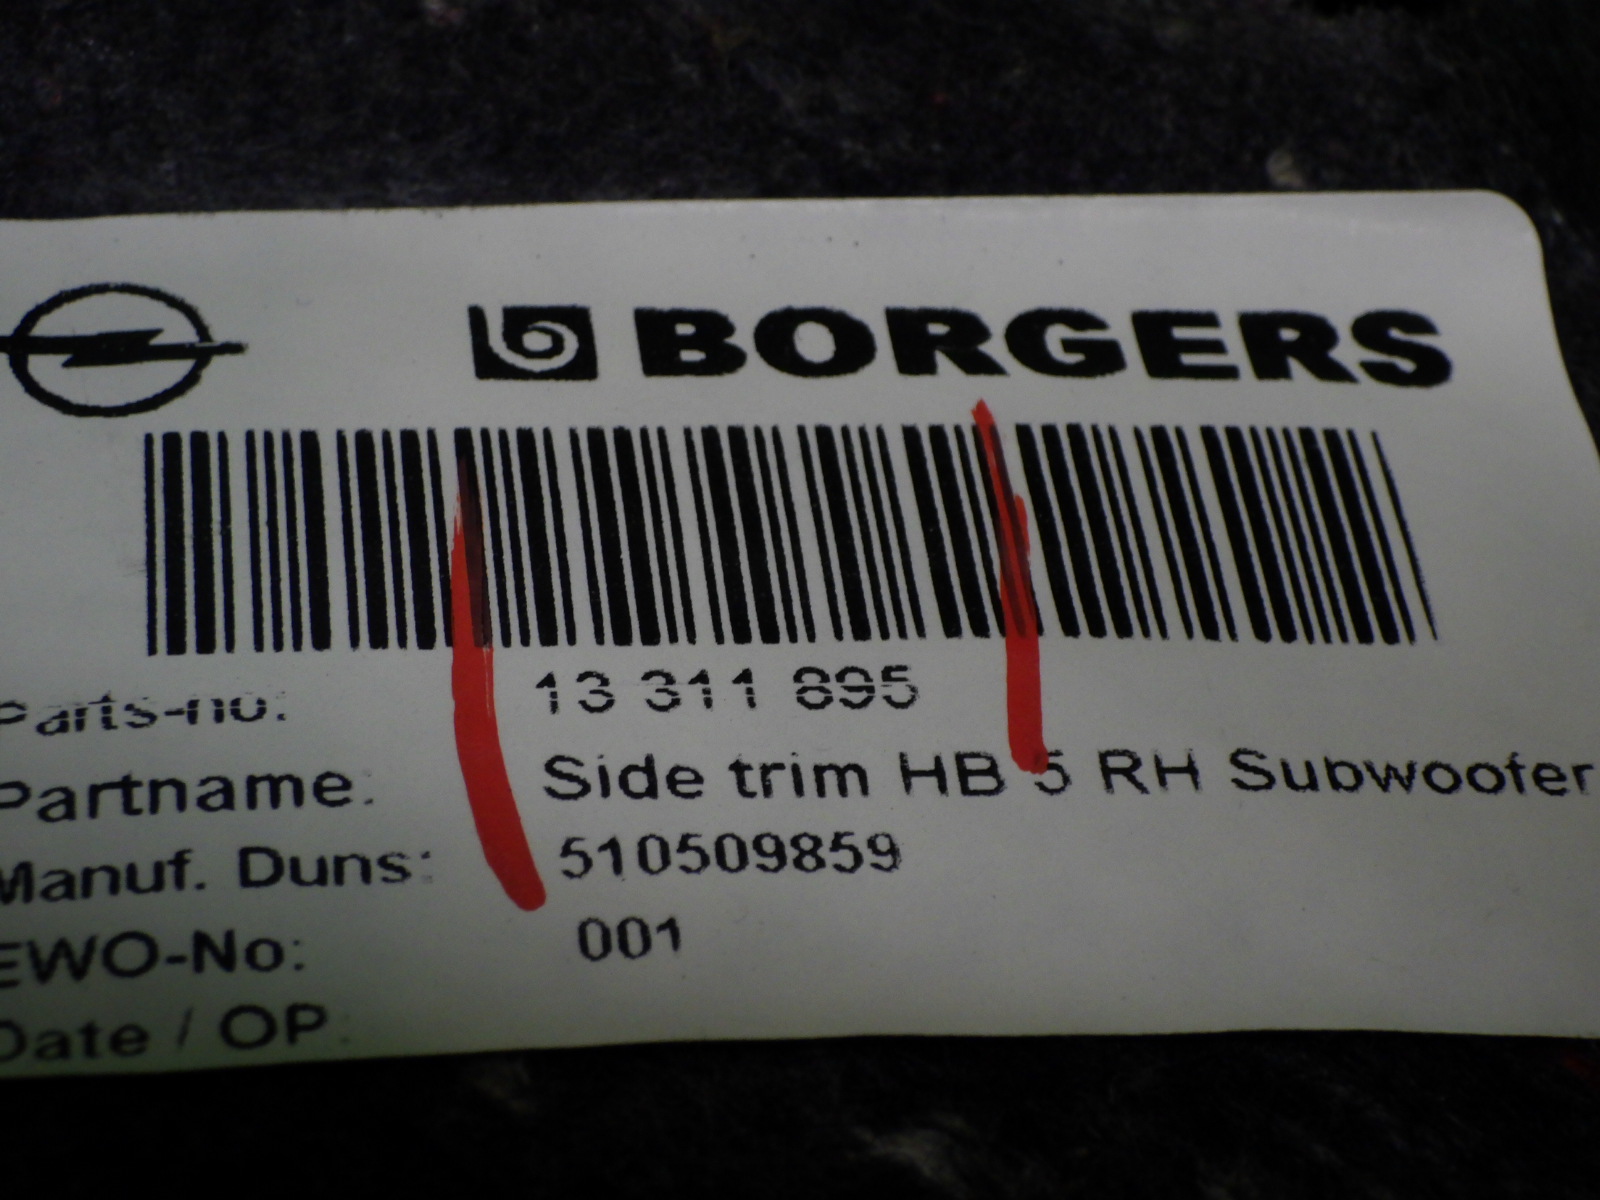 BORGERS
Parts-no: 13 311 895
Partname. Side trim HB 5 RH Subwoofer
Manuf. Duns: 510509859
EWO-No: 001
Date / OP.